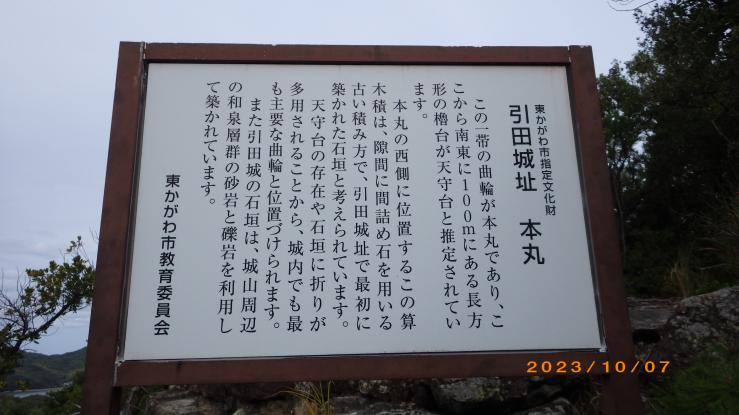 東かがわ市指定文化財
引田城址 本丸
この一帯の曲輪が本丸であり、こ
こから南東に100mにある長方
形の櫓台が天守台と推定されてい
ます。
本丸の西側に位置するこの算
木積は、隙間に間詰め石を用いる
古い積み方で、引田城址で最初に
築かれた石垣と考えられています。
天守台の存在や石垣に折りが
多用されることから、城内でも最
も主要な曲輪と位置づけられます。
また引田城の石垣は、城山周辺
の和泉層群の砂岩と礫岩を利用し
て築かれています。
東かがわ市教育委員会
2023/10/07